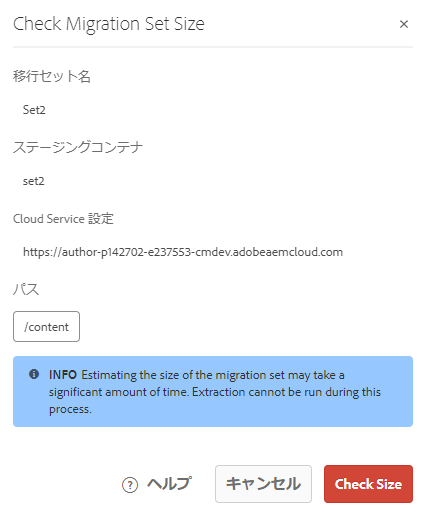 Check Migration Set Size
移行セット名
Set2
ステージングコンテナ
set2
Cloud Service 設定
https://author-p142702-e237553-cmdev.adobeaemcloud.com
パス
/content
INFO Estimating the size of the migration set may take a
significant amount of time. Extraction cannot be run during this
process.
ヘルプ キャンセル Check Size